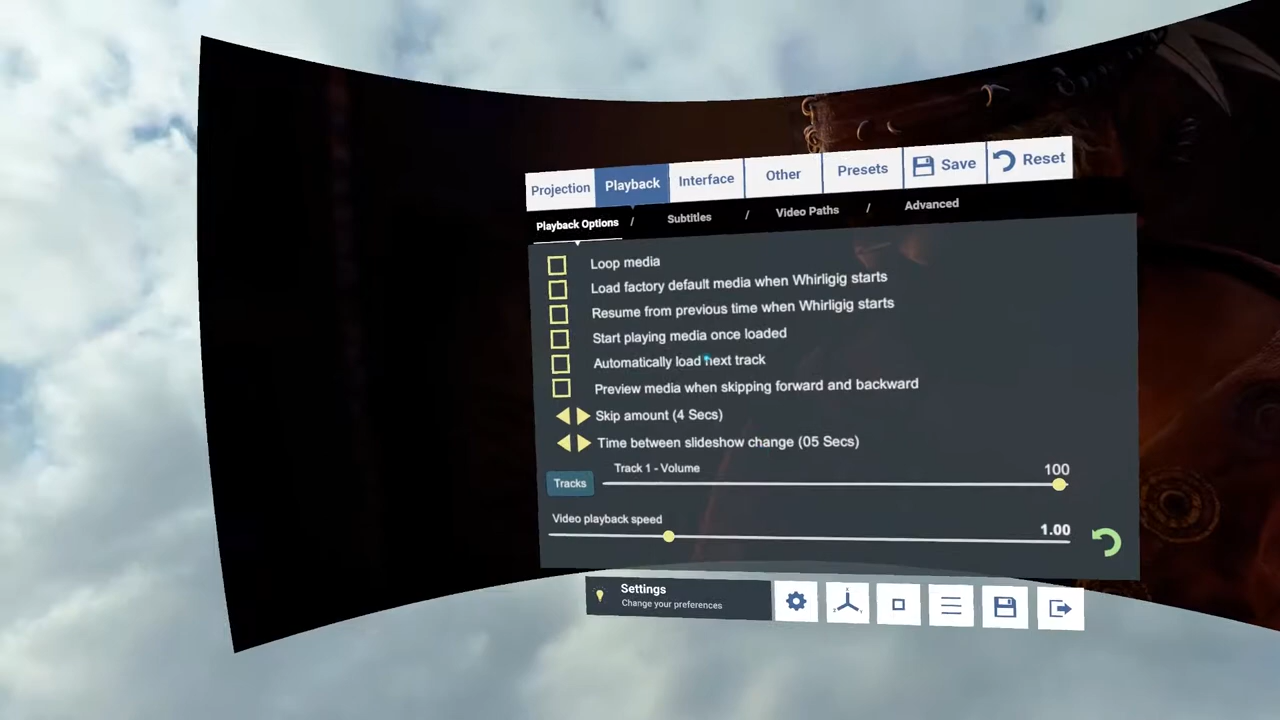 Projection Playback Interface Other Presets Save Reset
Playback Options / Subtitles / Video Paths / Advanced
Loop media
Load factory default media when Whirligig starts
Resume from previous time when Whirligig starts
Start playing media once loaded
Automatically load next track
Preview media when skipping forward and backward
Skip amount (4 Secs)
Time between slideshow change (05 Secs)
Tracks
Track 1 - Volume 100
Video playback speed 1.00
Settings
Change your preferences